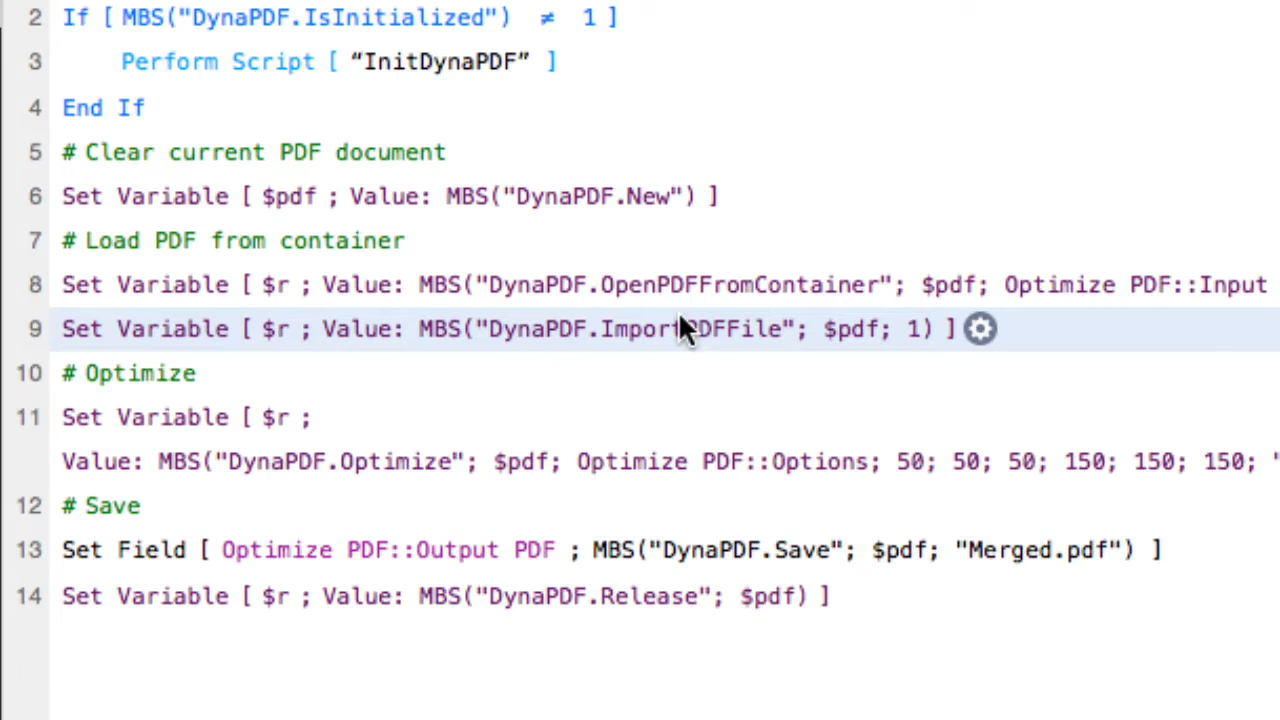 2 If [ MBS("DynaPDF.IsInitialized") ≠ 1 ]
3 Perform Script [ “InitDynaPDF” ]
4 End If
5 # Clear current PDF document
6 Set Variable [ $pdf ; Value: MBS("DynaPDF.New") ]
7 # Load PDF from container
8 Set Variable [ $r ; Value: MBS("DynaPDF.OpenPDFFromContainer"; $pdf; Optimize PDF::Input
9 Set Variable [ $r ; Value: MBS("DynaPDF.ImportPDFFile"; $pdf; 1) ]
10 # Optimize
11 Set Variable [ $r ;
Value: MBS("DynaPDF.Optimize"; $pdf; Optimize PDF::Options; 50; 50; 50; 150; 150; 150; "
12 # Save
13 Set Field [ Optimize PDF::Output PDF ; MBS("DynaPDF.Save"; $pdf; "Merged.pdf") ]
14 Set Variable [ $r ; Value: MBS("DynaPDF.Release"; $pdf) ]